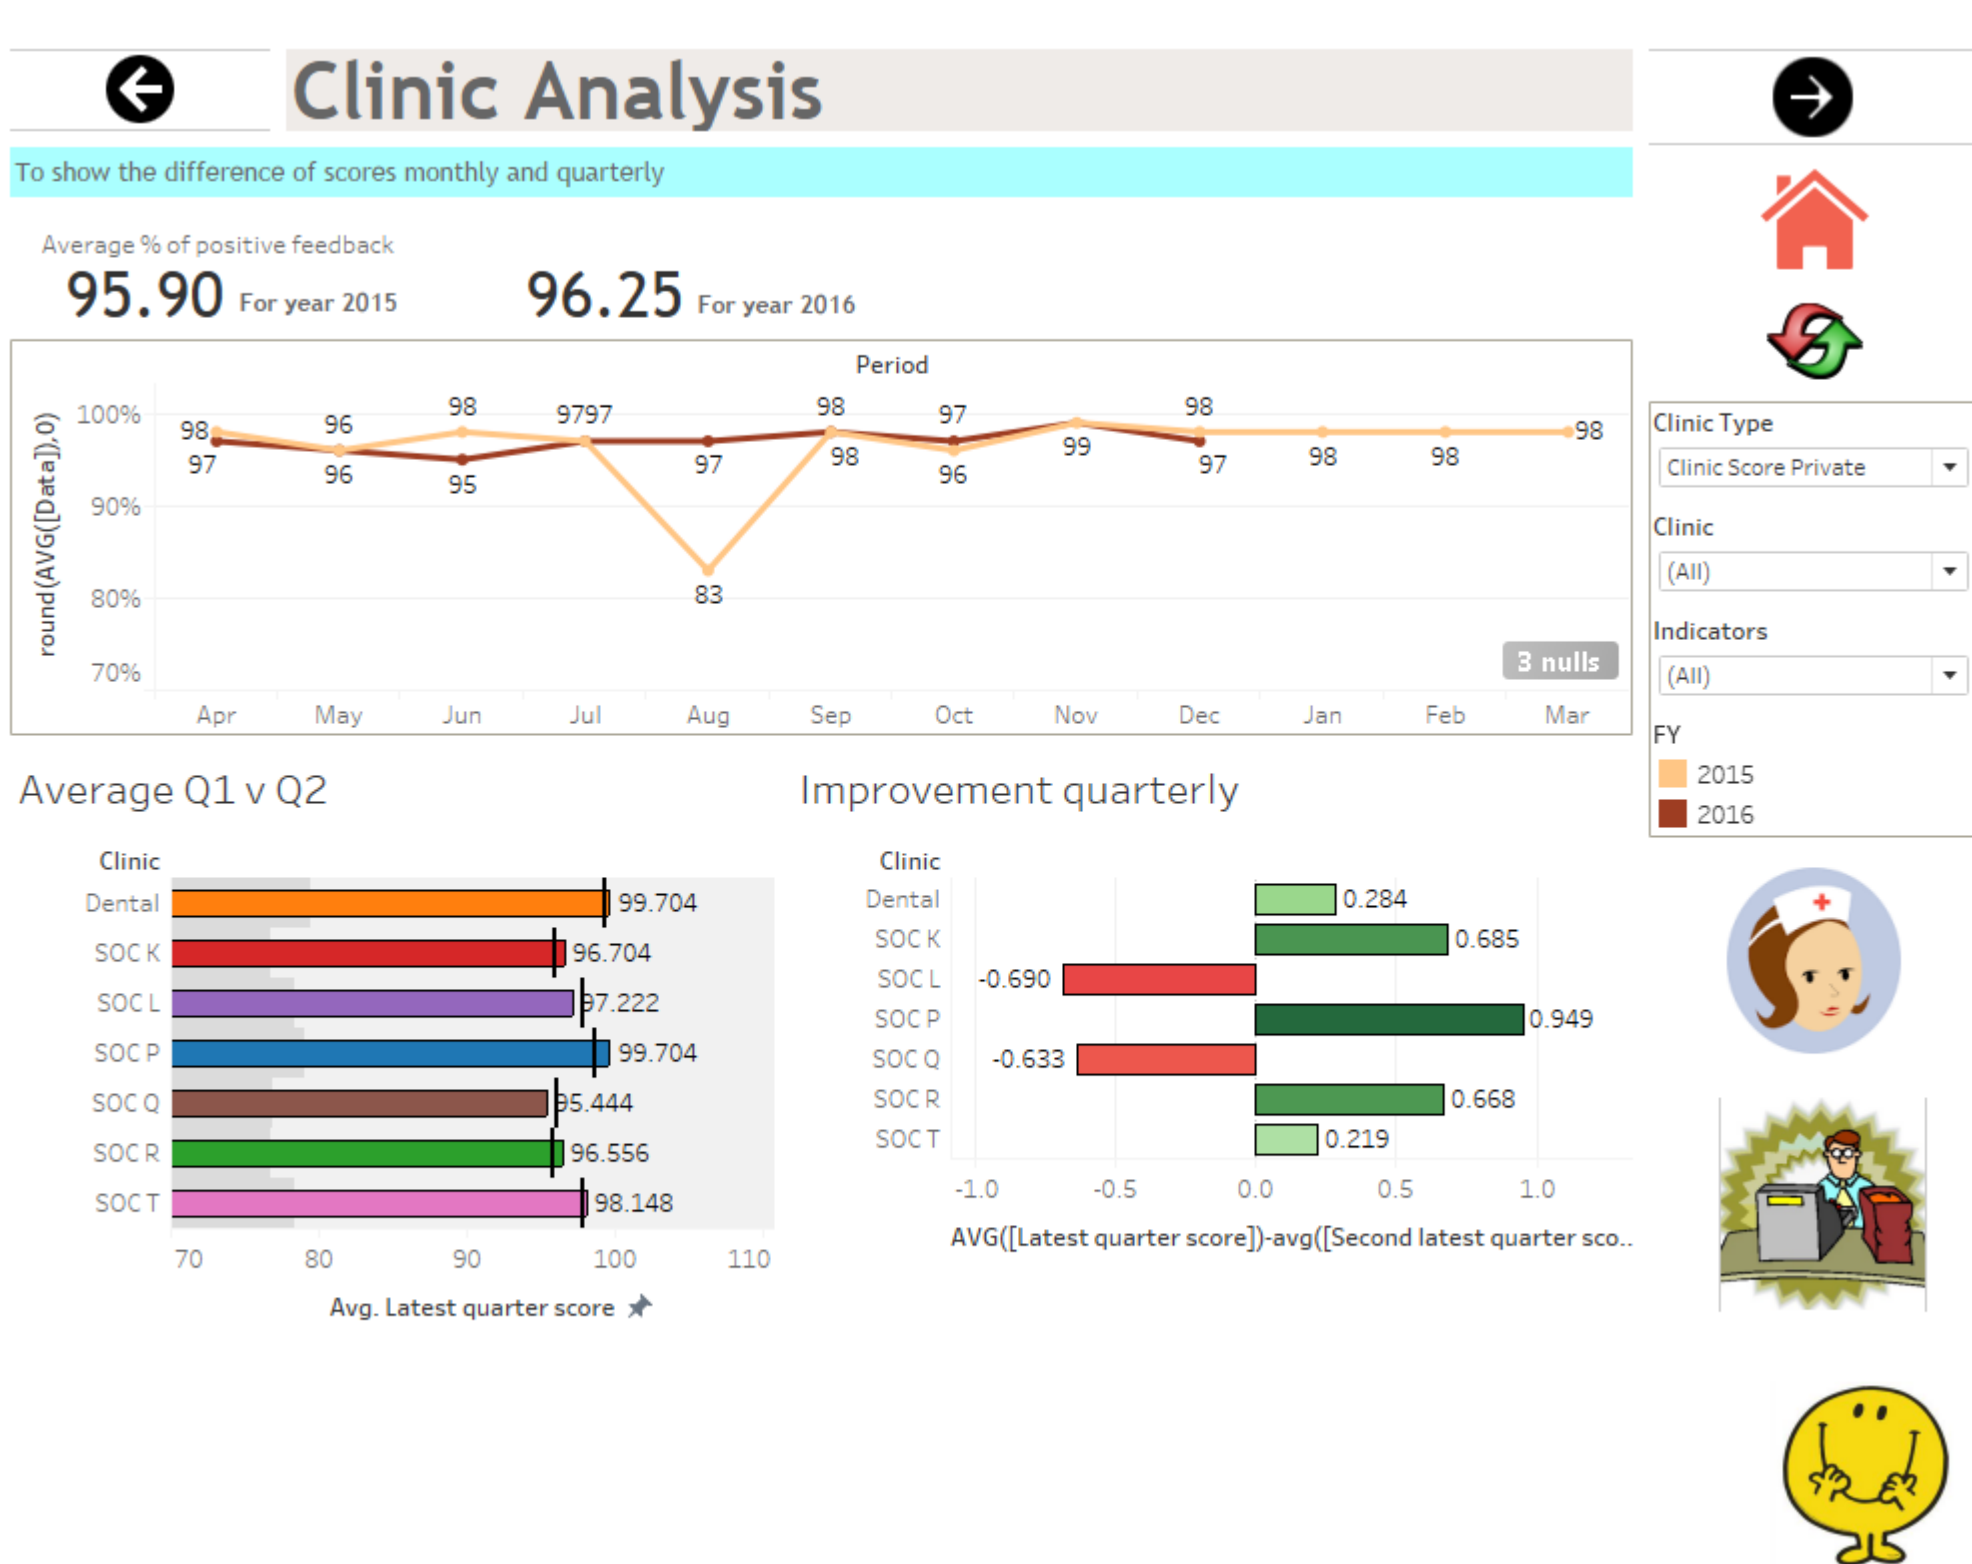 Clinic Analysis
To show the difference of scores monthly and quarterly
Average % of positive feedback
95.90 For year 2015 96.25 For year 2016
Period
round(AVG([Data]),0)
100%
90%
80%
70%
98 96 98 9797 98 97 98 98
97 96 95 97 98 96 99 97 98 98
83
3 nulls
Apr May Jun Jul Aug Sep Oct Nov Dec Jan Feb Mar
Clinic Type
Clinic Score Private
Clinic
(All)
Indicators
(All)
FY
2015
2016
Average Q1 v Q2
Clinic
Dental 99.704
SOC K 96.704
SOC L 97.222
SOC P 99.704
SOC Q 95.444
SOC R 96.556
SOC T 98.148
70 80 90 100 110
Avg. Latest quarter score
Improvement quarterly
Clinic
Dental 0.284
SOC K 0.685
SOC L -0.690
SOC P 0.949
SOC Q -0.633
SOC R 0.668
SOC T 0.219
-1.0 -0.5 0.0 0.5 1.0
AVG([Latest quarter score])-avg([Second latest quarter sco..